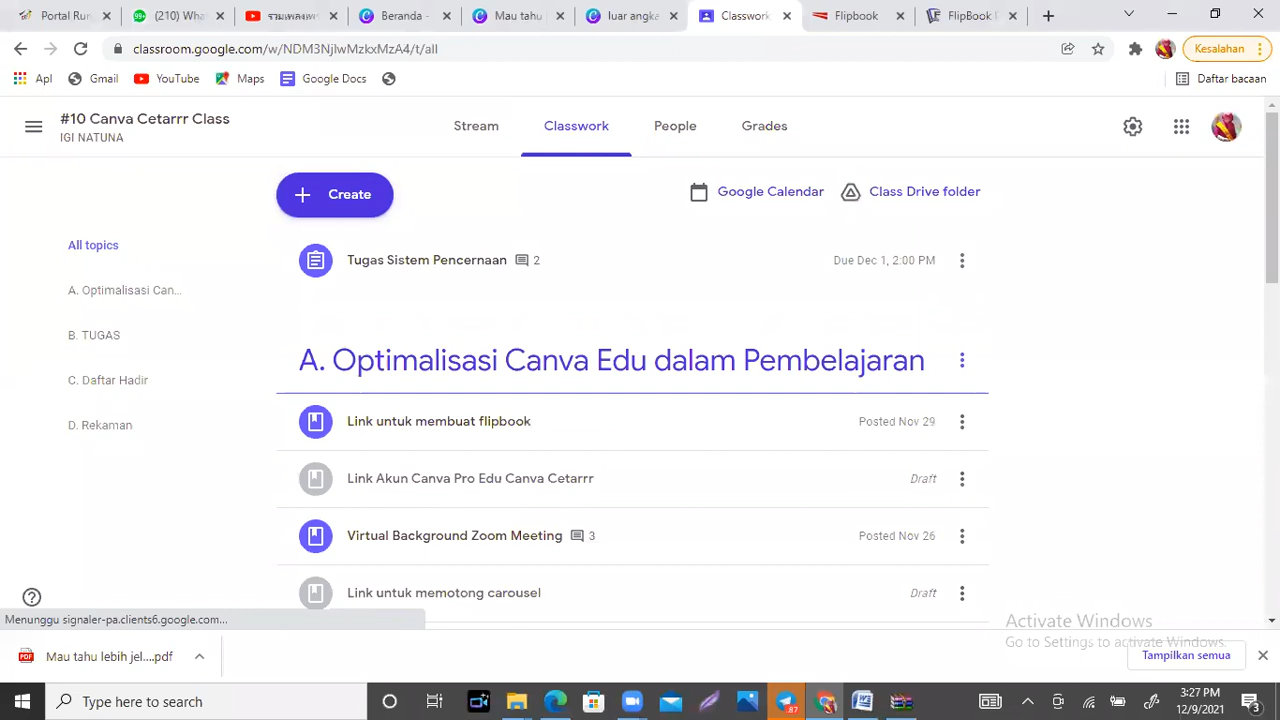 (210) Wha
Beranda -
Mau tahu
luar angka
Classwork
Flipbook
FlipBook
classroom.google.com/w/NDM3NjIwMzkxMzA4/t/all
Kesalahan
Apl Gmail YouTube Maps Google Docs
Daftar bacaan
#10 Canva Cetarrr Class
IGI NATUNA
Stream Classwork People Grades
+ Create
Google Calendar Class Drive folder
All topics
A. Optimalisasi Can...
B. TUGAS
C. Daftar Hadir
D. Rekaman
Tugas Sistem Pencernaan 2 Due Dec 1, 2:00 PM
A. Optimalisasi Canva Edu dalam Pembelajaran
Link untuk membuat flipbook Posted Nov 29
Link Akun Canva Pro Edu Canva Cetarrr Draft
Virtual Background Zoom Meeting 3 Posted Nov 26
Link untuk memotong carousel Draft
Menunggu signaler-pa.clients6.google.com...
Activate Windows
Go to Settings to activate Windows.
Mau tahu lebih jel....pdf
Tampilkan semua
Type here to search
87
3:27 PM
12/9/2021
3